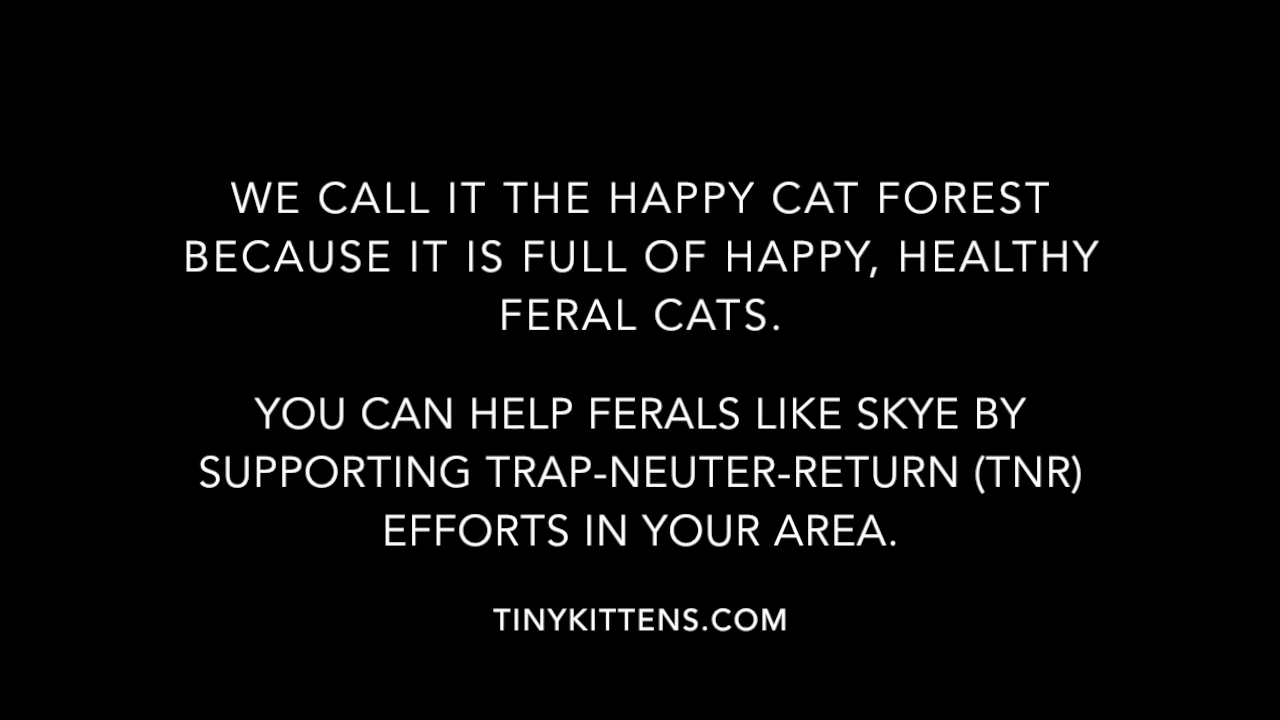 WE CALL IT THE HAPPY CAT FOREST
BECAUSE IT IS FULL OF HAPPY, HEALTHY
FERAL CATS.
YOU CAN HELP FERALS LIKE SKYE BY
SUPPORTING TRAP-NEUTER-RETURN (TNR)
EFFORTS IN YOUR AREA.
TINYKITTENS.COM